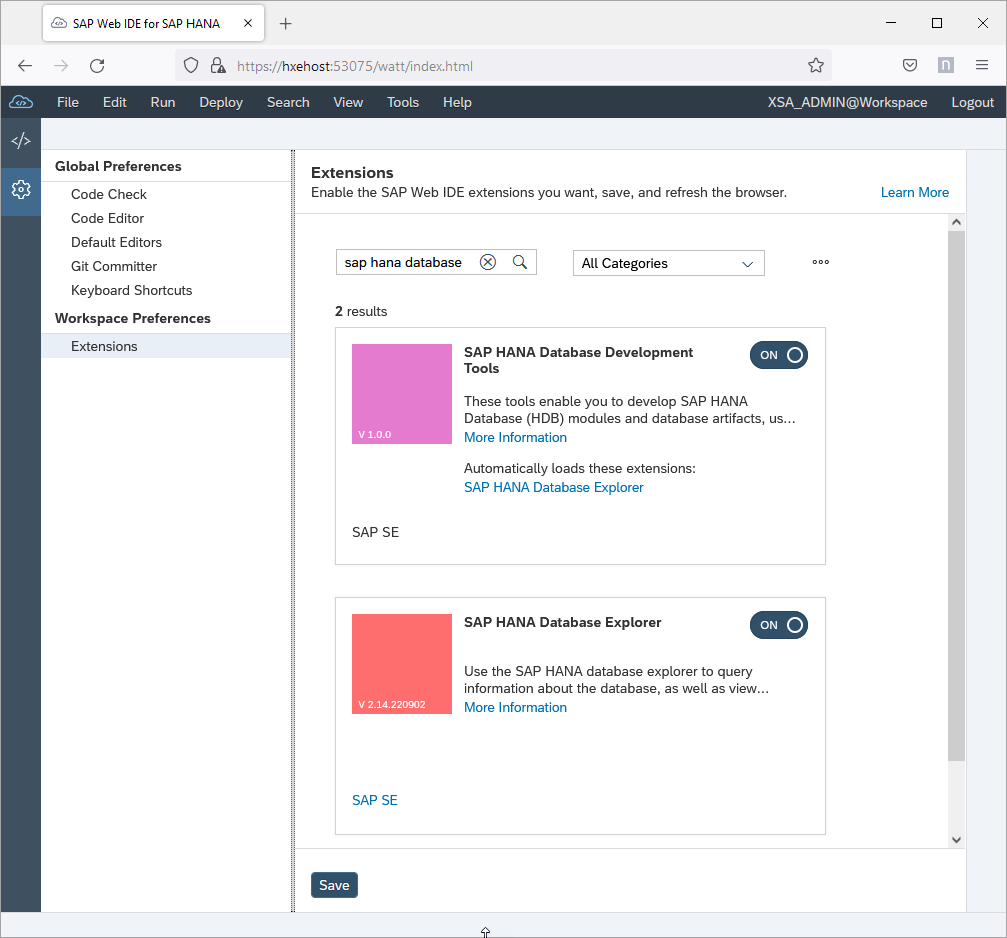 SAP Web IDE for SAP HANA
https://hxehost:53075/watt/index.html
n
File Edit Run Deploy Search View Tools Help XSA_ADMIN@Workspace Logout
Global Preferences
Code Check
Code Editor
Default Editors
Git Committer
Keyboard Shortcuts
Workspace Preferences
Extensions
Extensions
Enable the SAP Web IDE extensions you want, save, and refresh the browser.
Learn More
sap hana database
All Categories
2 results
SAP HANA Database Development
Tools
ON
These tools enable you to develop SAP HANA
Database (HDB) modules and database artifacts, us...
More Information
V 1.0.0
Automatically loads these extensions:
SAP HANA Database Explorer
SAP SE
SAP HANA Database Explorer
ON
Use the SAP HANA database explorer to query
information about the database, as well as view...
More Information
V 2.14.220902
SAP SE
Save